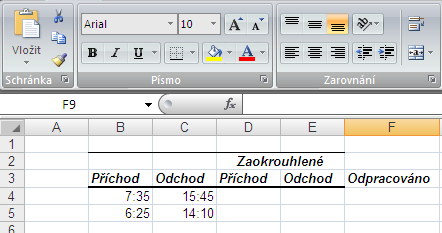 Vložit
Arial 10 A A
B I U A
Schránka Písmo Zarovnání
F9 fx
A B C D E F
1
2 Zaokrouhlené
3 Příchod Odchod Příchod Odchod Odpracováno
4 7:35 15:45
5 6:25 14:10